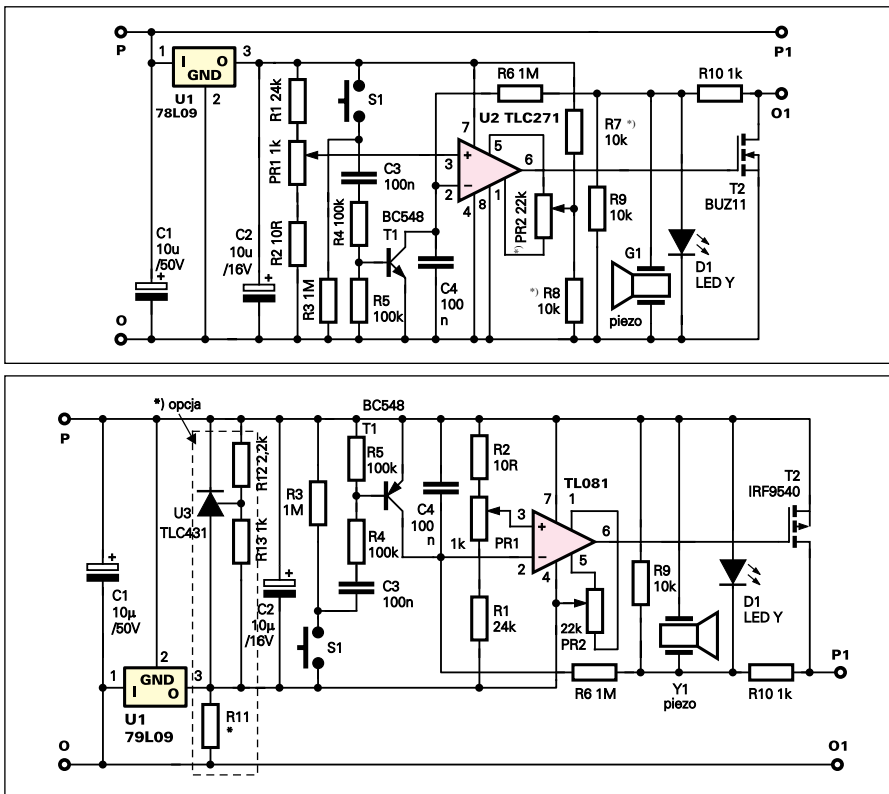 P
P1
1
I
O
3
GND
2
U1
78L09
R1 24k
PR1 1k
R2 10R
S1
R6 1M
R10 1k
O1
U2 TLC271
7
5
3
+
6
−
2
1
4
8
R7 *)
10k
C3
100n
R4 100k
BC548
T1
*) PR2 22k
R9
10k
T2
BUZ11
C1
10u
/50V
+
C2
10u
/16V
+
R3 1M
R5
100k
C4
100
n
*) R8
10k
G1
piezo
D1
LED Y
O
*) opcja
BC548
P
T1
R12 2,2k
R5
100k
R2
10R
TL081
T2
IRF9540
U3
TLC431
R3
1M
C4
100
n
7
1
3
+
6
1k
PR1
−
2
4
5
R13 1k
R4
100k
C3
100n
R9
10k
D1
LED Y
+
C1
10µ
/50V
+
C2
10µ
/16V
S1
R1
24k
22k
PR2
P1
1
2
GND
I
O
3
U1
79L09
R11
*
R6 1M
Y1
piezo
R10 1k
O
O1